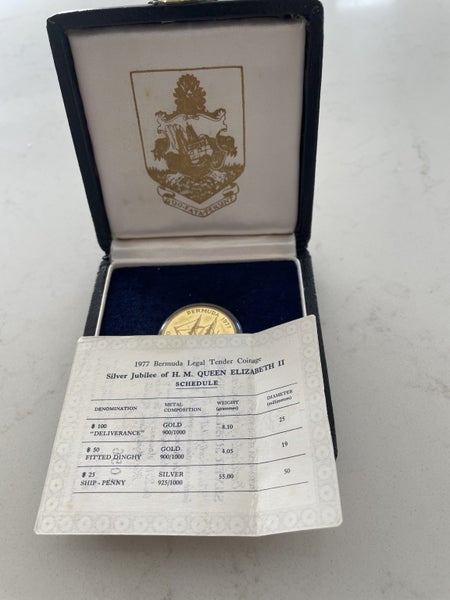 QUO FATA FERUNT
BERMUDA 1977
1977 Bermuda Legal Tender Coinage
Silver Jubilee of H. M. QUEEN ELIZABETH II
SCHEDULE
DENOMINATION METAL COMPOSITION WEIGHT (grammes) DIAMETER (millimetres)
$ 100 "DELIVERANCE" GOLD 900/1000 8.10 25
$ 50 FITTED DINGHY GOLD 900/1000 4.05 19
$ 25 SHIP-PENNY SILVER 925/1000 55.00 50